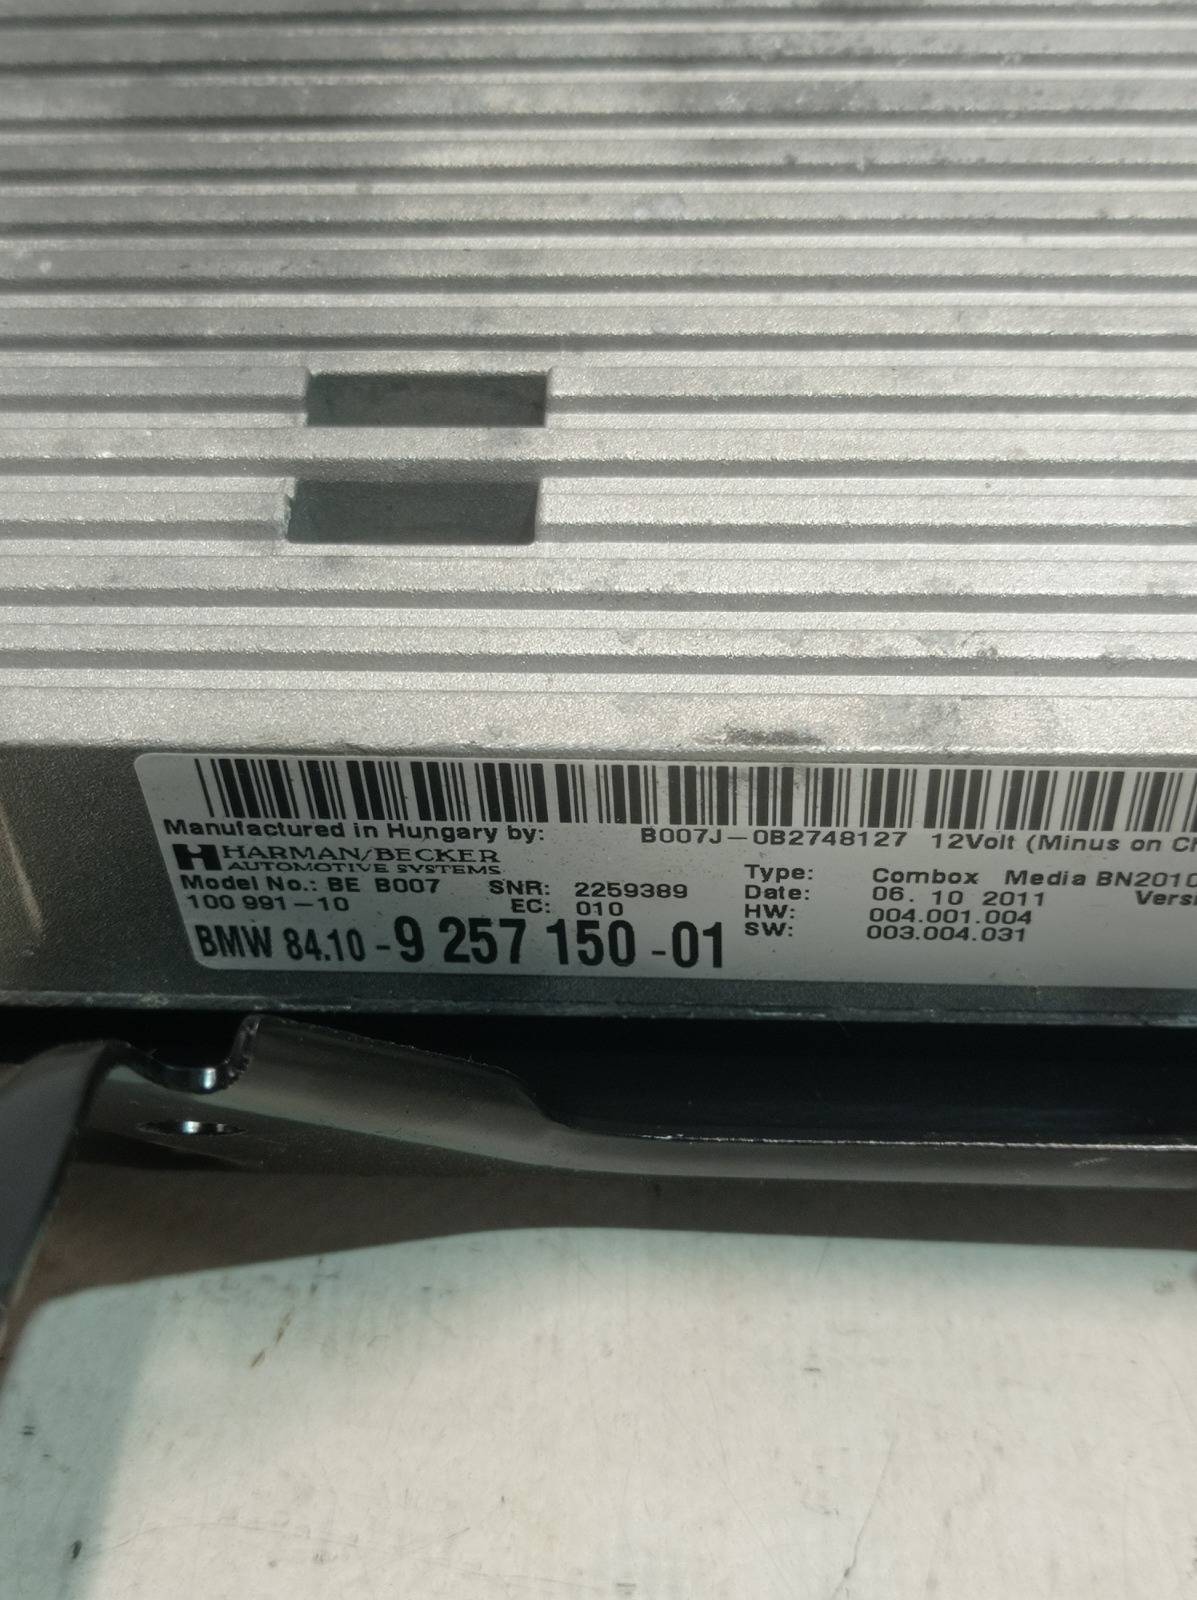 Manufactured in Hungary by: B007J-0B2748127 12Volt (Minus on
HARMAN/BECKER
AUTOMOTIVE SYSTEMS
Model No.: BE B007 SNR: 2259389
100 991-10 EC: 010
BMW 84.10-9 257 150-01
Type: Combox Media BN2010
Date: 06. 10 2011
HW: 004.001.004
SW: 003.004.031